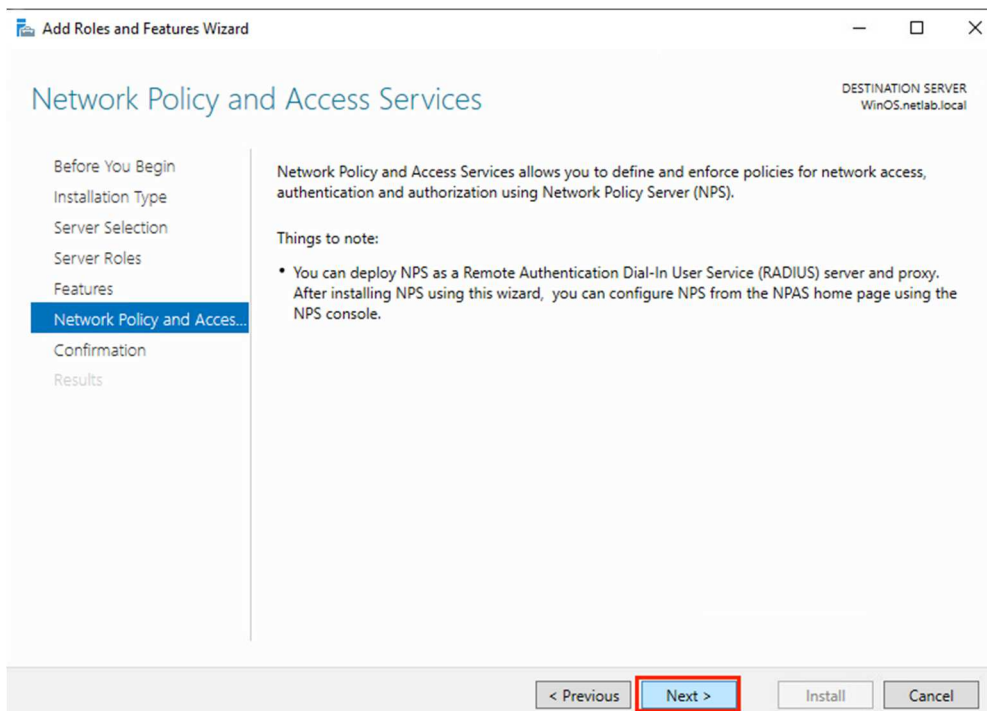 Add Roles and Features Wizard
Network Policy and Access Services
DESTINATION SERVER
WinOS.netlab.local
Before You Begin
Installation Type
Server Selection
Server Roles
Features
Network Policy and Acces...
Confirmation
Results
Network Policy and Access Services allows you to define and enforce policies for network access,
authentication and authorization using Network Policy Server (NPS).
Things to note:
• You can deploy NPS as a Remote Authentication Dial-In User Service (RADIUS) server and proxy.
After installing NPS using this wizard, you can configure NPS from the NPAS home page using the
NPS console.
< Previous
Next >
Install
Cancel